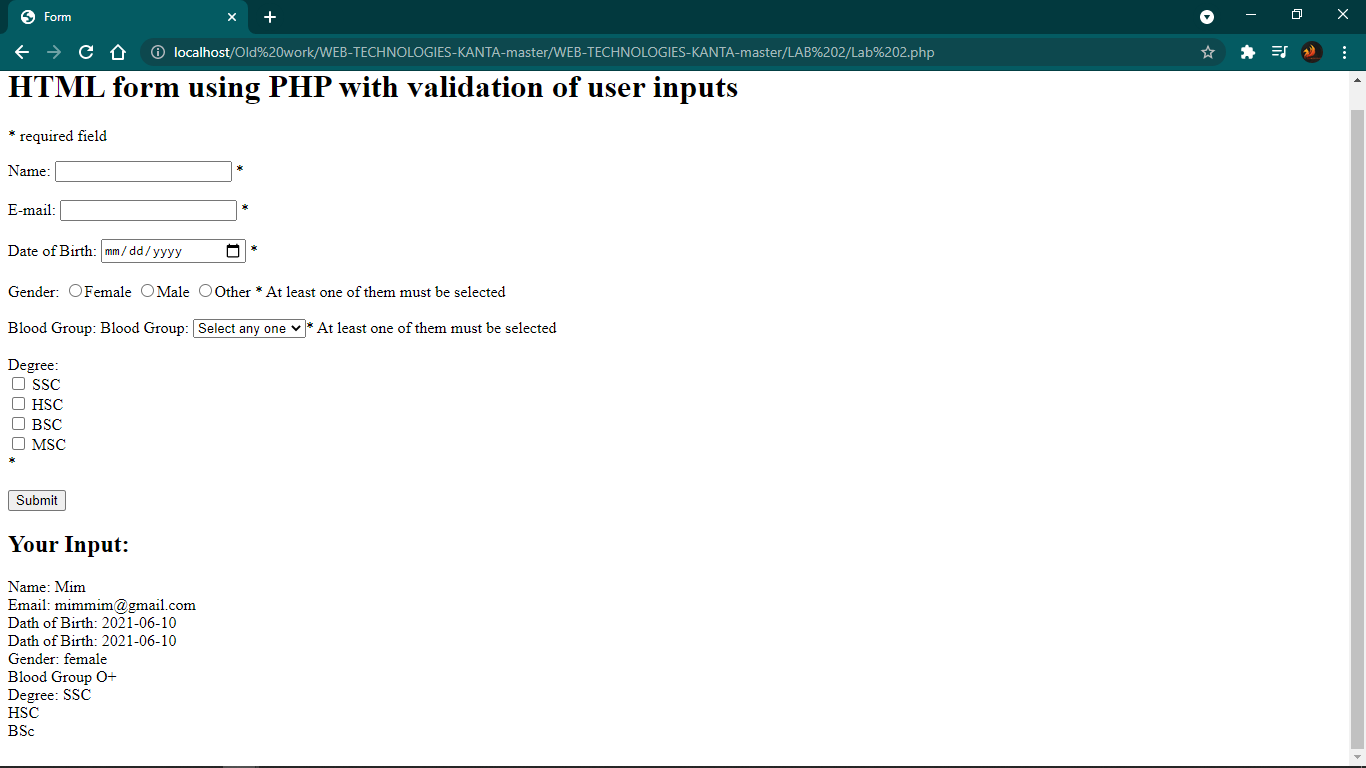 Form
localhost/Old%20work/WEB-TECHNOLOGIES-KANTA-master/WEB-TECHNOLOGIES-KANTA-master/LAB%202/Lab%202.php
HTML form using PHP with validation of user inputs
* required field
Name: *
E-mail: *
Date of Birth: mm/dd/yyyy *
Gender: Female Male Other * At least one of them must be selected
Blood Group: Blood Group: Select any one * At least one of them must be selected
Degree:
SSC
HSC
BSC
MSC
*
Submit
Your Input:
Name: Mim
Email: mimmim@gmail.com
Dath of Birth: 2021-06-10
Dath of Birth: 2021-06-10
Gender: female
Blood Group O+
Degree: SSC
HSC
BSc